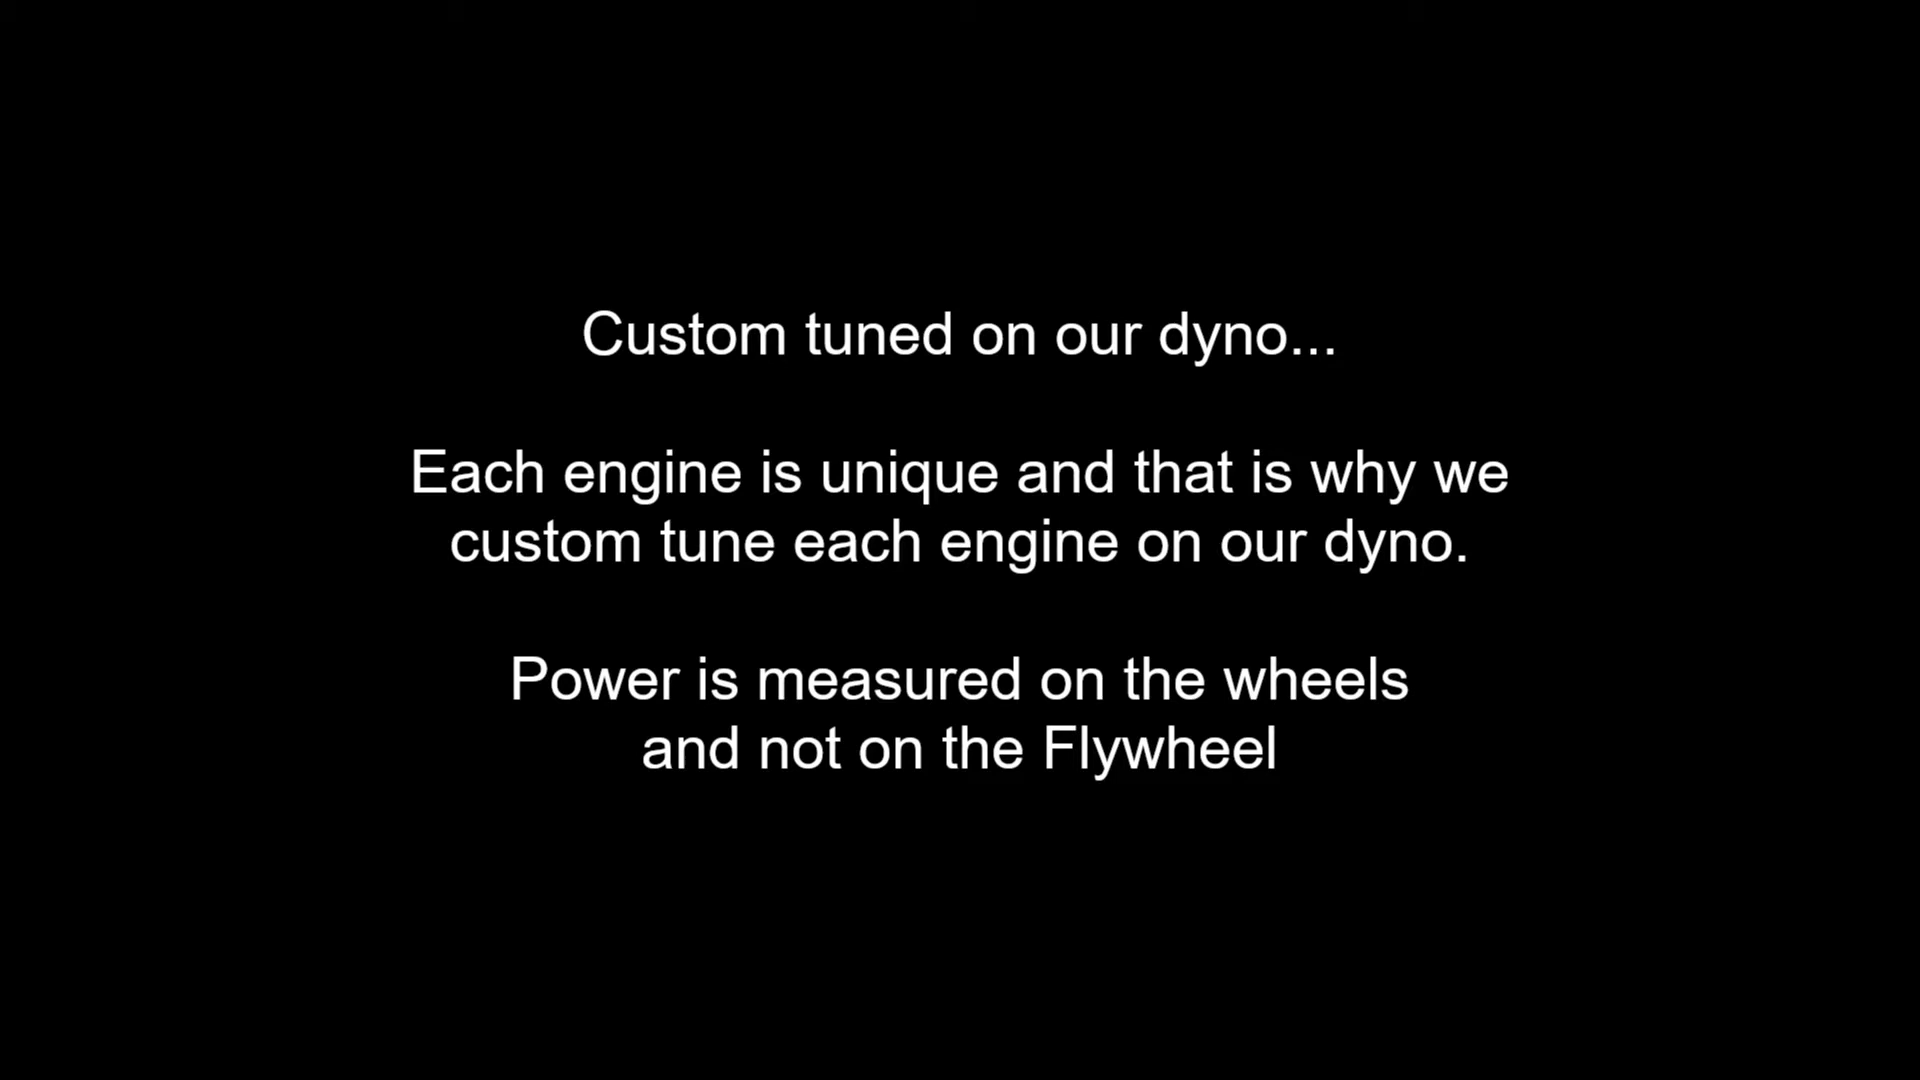 Custom tuned on our dyno...
Each engine is unique and that is why we
custom tune each engine on our dyno.
Power is measured on the wheels
and not on the Flywheel